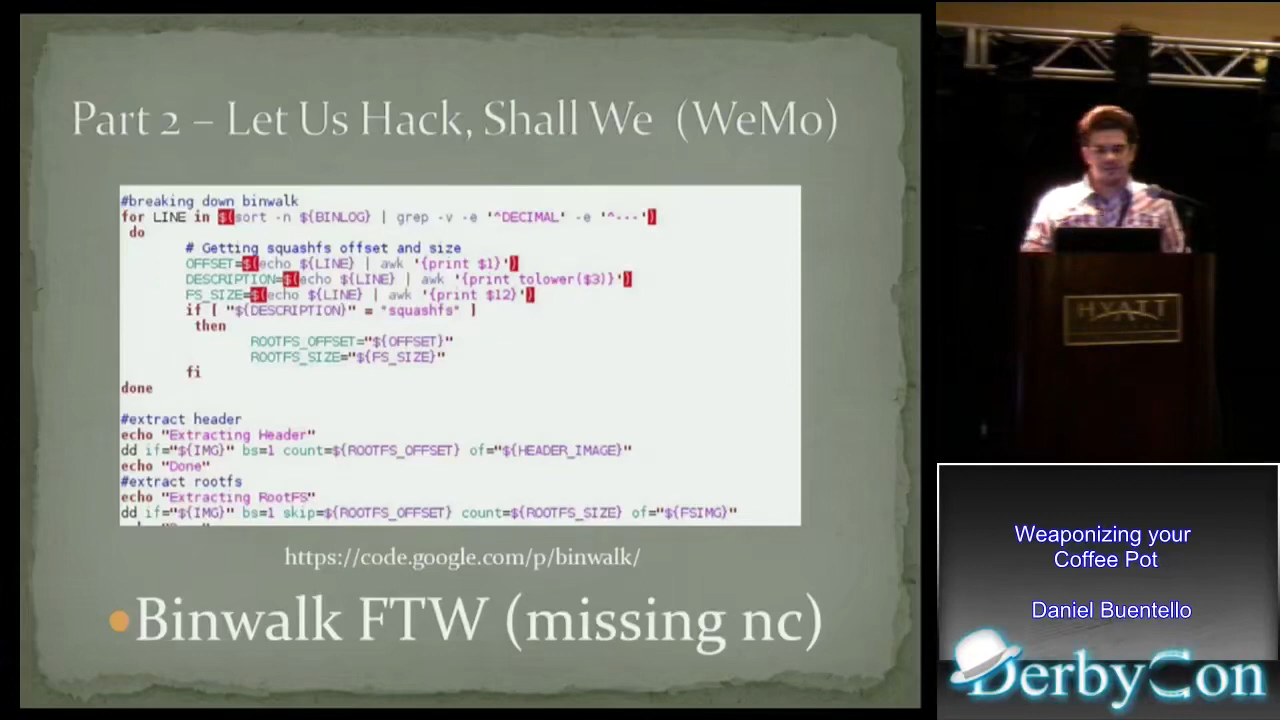 Part 2 – Let Us Hack, Shall We (WeMo)
#breaking down binwalk
for LINE in $(sort -n ${BINLOG} | grep -v -e '^DECIMAL' -e '^---')
do
# Getting squashfs offset and size
OFFSET=$(echo ${LINE} | awk '{print $1}')
DESCRIPTION=$(echo ${LINE} | awk '{print tolower($3)}')
FS_SIZE=$(echo ${LINE} | awk '{print $12}')
if [ "${DESCRIPTION}" = "squashfs" ]
then
ROOTFS_OFFSET="${OFFSET}"
ROOTFS_SIZE="${FS_SIZE}"
fi
done
#extract header
echo "Extracting Header"
dd if="${IMG}" bs=1 count=${ROOTFS_OFFSET} of="${HEADER_IMAGE}"
echo "Done"
#extract rootfs
echo "Extracting RootFS"
dd if="${IMG}" bs=1 skip=${ROOTFS_OFFSET} count=${ROOTFS_SIZE} of="${FSIMG}"
https://code.google.com/p/binwalk/
•Binwalk FTW (missing nc)
HYATT
Weaponizing your
Coffee Pot
Daniel Buentello
DerbyCon